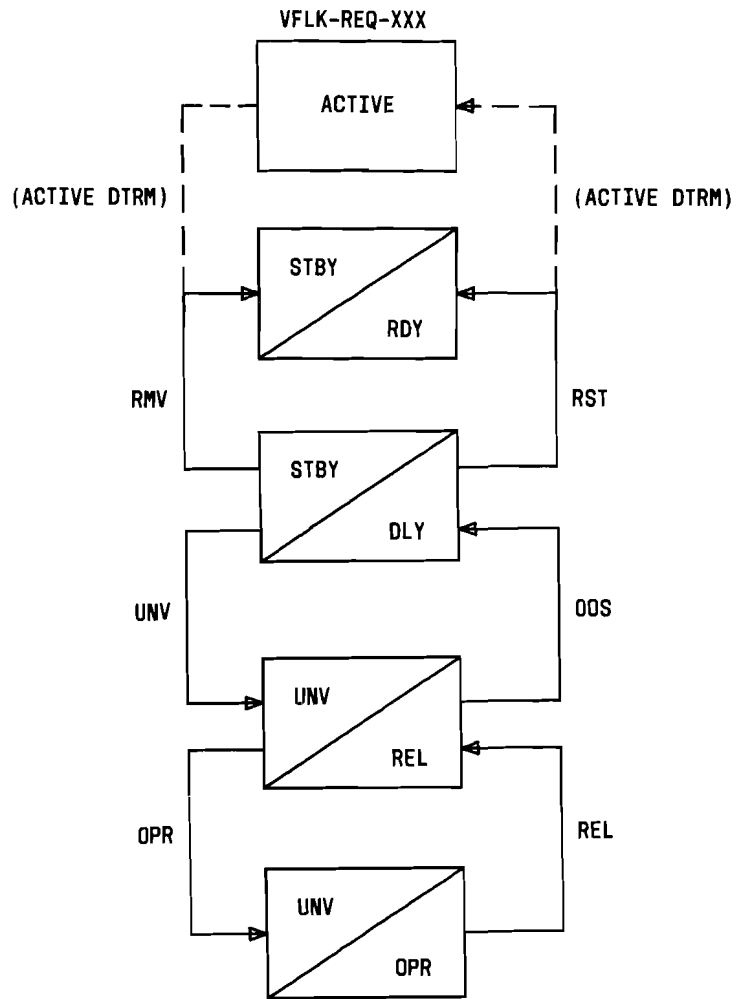 VFLK-REQ-XXX
ACTIVE
(ACTIVE DTRM)
(ACTIVE DTRM)
STBY
RDY
RMV
RST
STBY
DLY
UNV
OOS
UNV
REL
OPR
REL
UNV
OPR